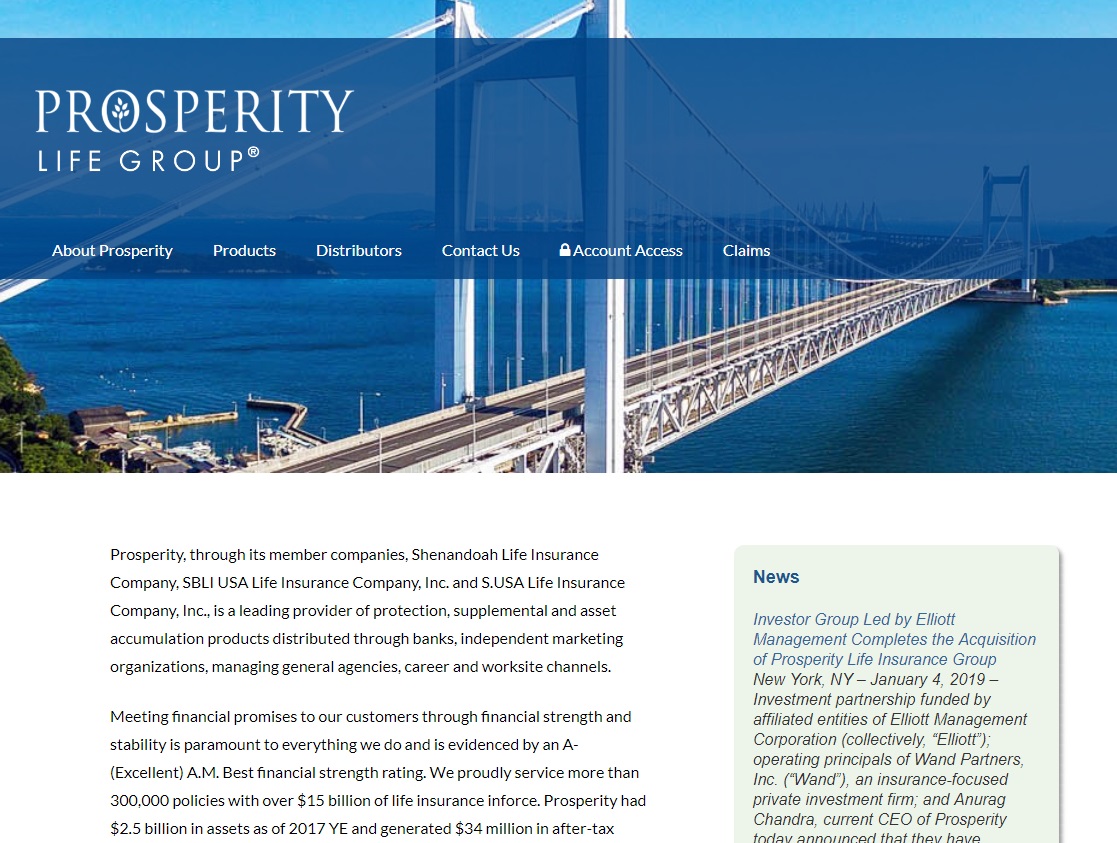 PROSPERITY
LIFE GROUP®
About Prosperity Products Distributors Contact Us Account Access Claims
Prosperity, through its member companies, Shenandoah Life Insurance
Company, SBLI USA Life Insurance Company, Inc. and S.USA Life Insurance
Company, Inc., is a leading provider of protection, supplemental and asset
accumulation products distributed through banks, independent marketing
organizations, managing general agencies, career and worksite channels.
Meeting financial promises to our customers through financial strength and
stability is paramount to everything we do and is evidenced by an A-
(Excellent) A.M. Best financial strength rating. We proudly service more than
300,000 policies with over $15 billion of life insurance inforce. Prosperity had
$2.5 billion in assets as of 2017 YE and generated $34 million in after-tax
News
Investor Group Led by Elliott
Management Completes the Acquisition
of Prosperity Life Insurance Group
New York, NY – January 4, 2019 –
Investment partnership funded by
affiliated entities of Elliott Management
Corporation (collectively, “Elliott”);
operating principals of Wand Partners,
Inc. (“Wand”), an insurance-focused
private investment firm; and Anurag
Chandra, current CEO of Prosperity
today announced that they have